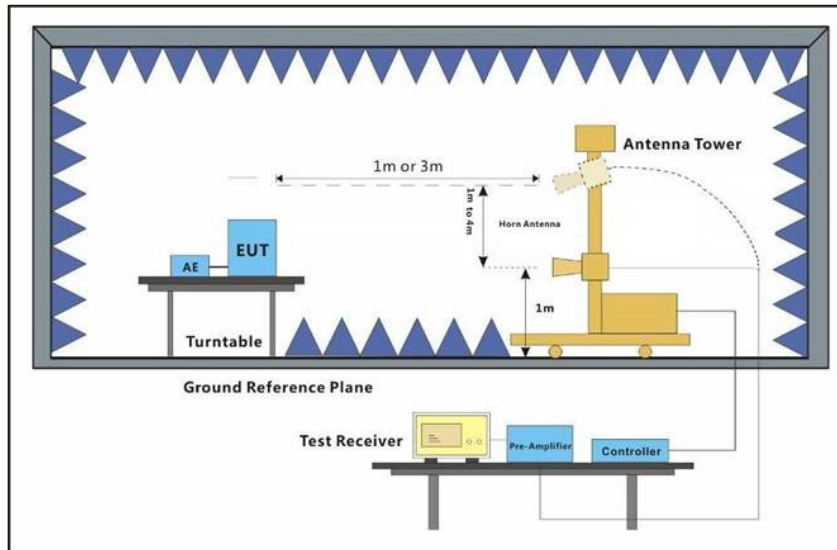 Antenna Tower
1m or 3m
1m to 4m
Horn Antenna
EUT
AE
1m
Turntable
Ground Reference Plane
Test Receiver
Pre-Amplifier
Controller